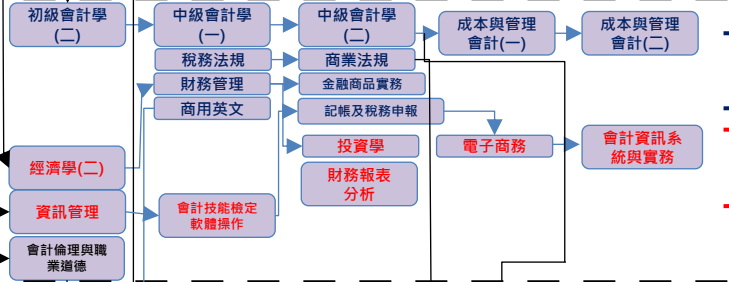 初級會計學
(二)
中級會計學
(一)
中級會計學
(二)
成本與管理
會計(一)
成本與管理
會計(二)
稅務法規
商業法規
財務管理
金融商品實務
商用英文
記帳及稅務申報
投資學
電子商務
會計資訊系
統與實務
經濟學(二)
財務報表
分析
資訊管理
會計技能檢定
軟體操作
會計倫理與職
業道德